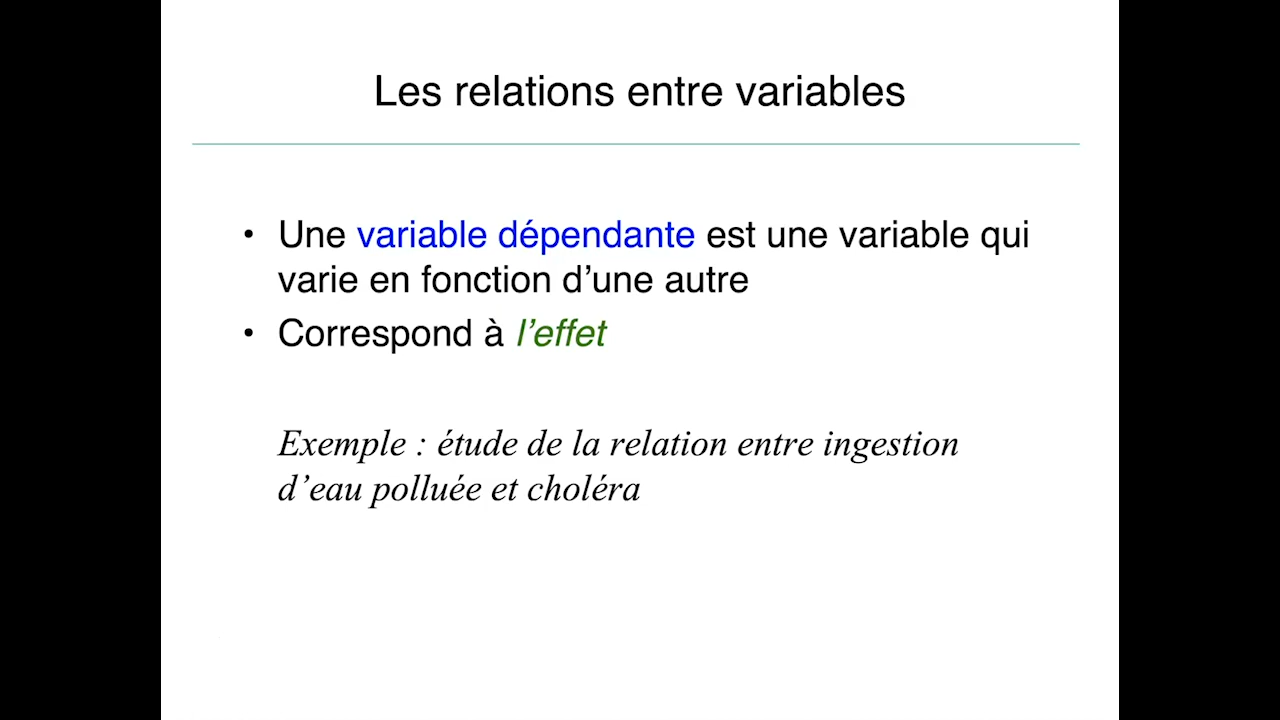 Les relations entre variables
• Une variable dépendante est une variable qui
varie en fonction d’une autre
• Correspond à l’effet
Exemple : étude de la relation entre ingestion
d’eau polluée et choléra